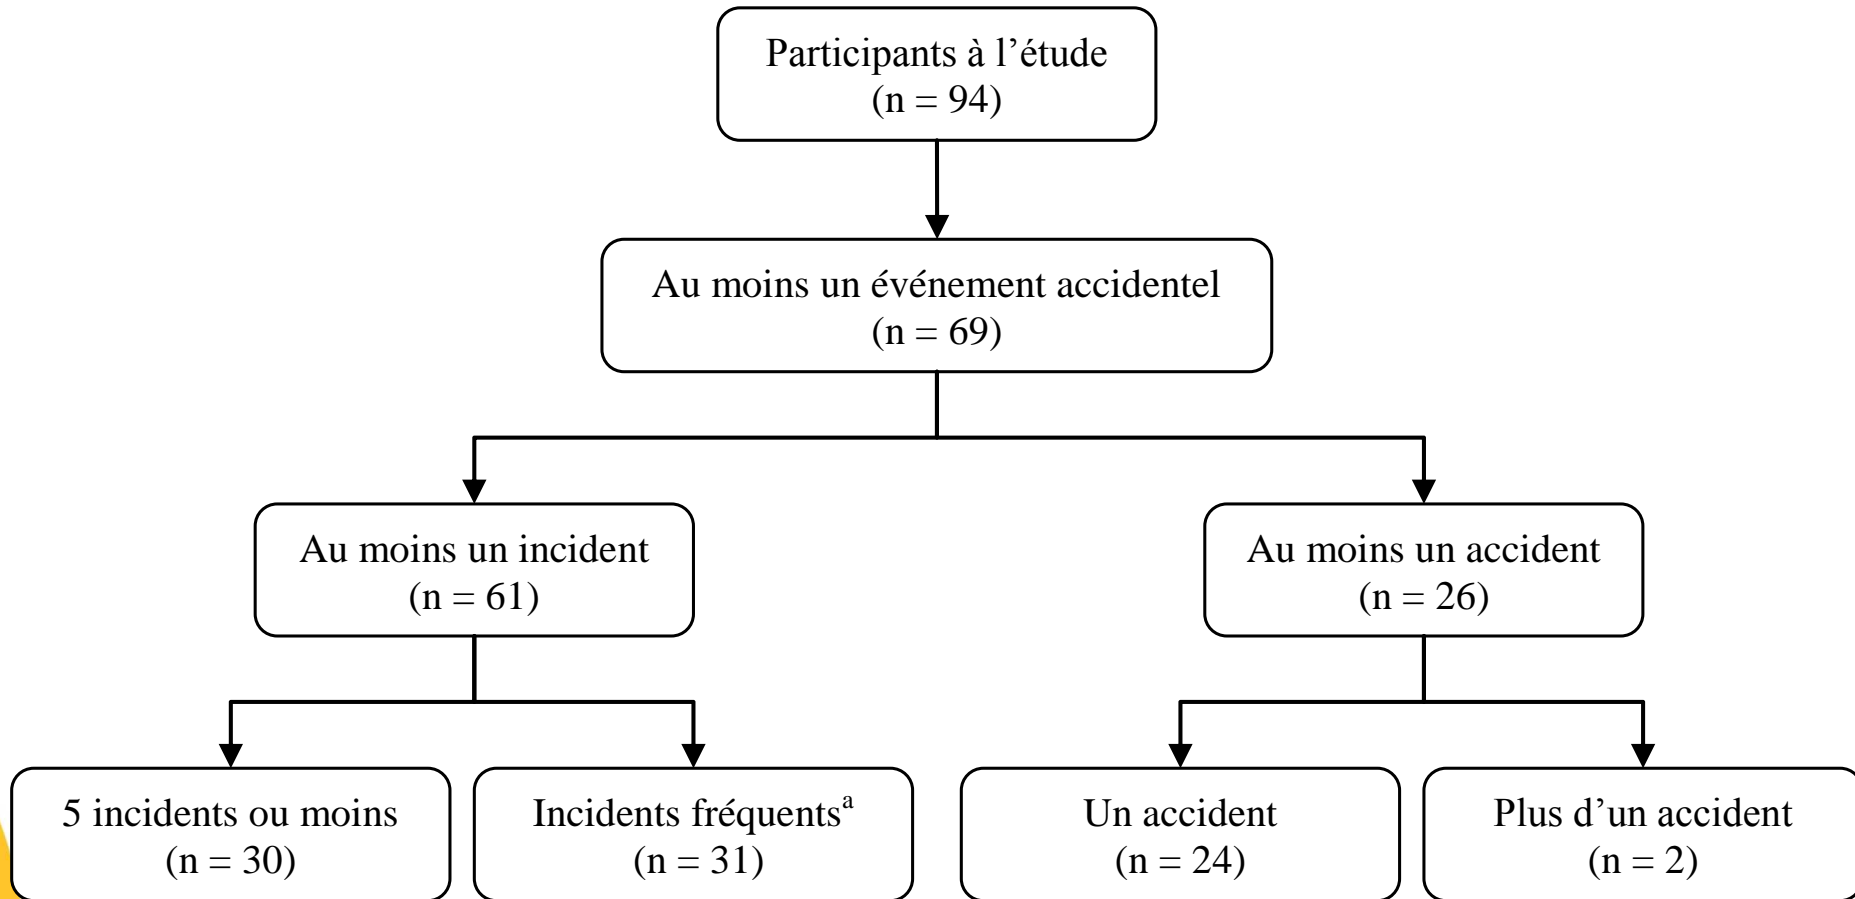 Participants à l’étude
(n = 94)
Au moins un événement accidentel
(n = 69)
Au moins un incident
(n = 61)
Au moins un accident
(n = 26)
5 incidents ou moins
(n = 30)
Incidents fréquentsᵃ
(n = 31)
Un accident
(n = 24)
Plus d’un accident
(n = 2)